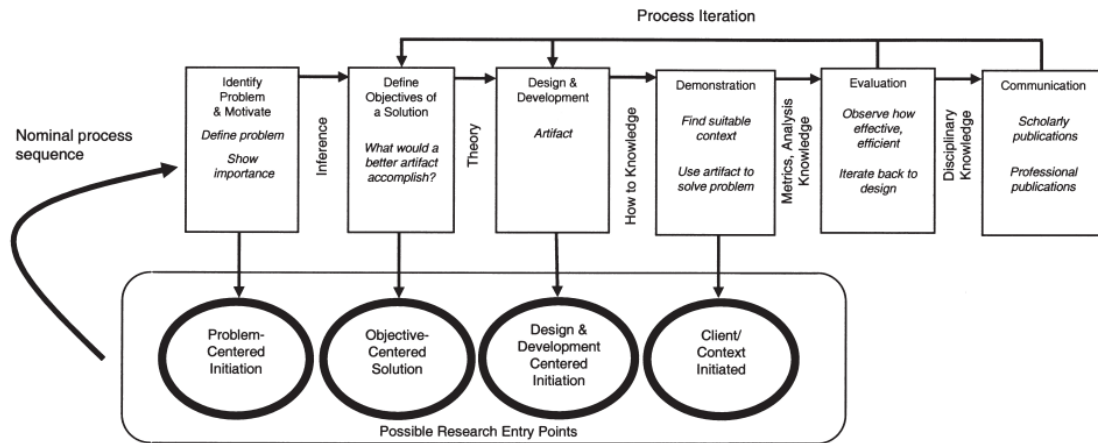 Process Iteration
Nominal process
sequence
Identify
Problem
& Motivate
Define problem
Show
importance
Inference
Define
Objectives of
a Solution
What would a
better artifact
accomplish?
Theory
Design &
Development
Artifact
How to Knowledge
Demonstration
Find suitable
context
Use artifact to
solve problem
Metrics, Analysis
Knowledge
Evaluation
Observe how
effective,
efficient
Iterate back to
design
Disciplinary
Knowledge
Communication
Scholarly
publications
Professional
publications
Problem-
Centered
Initiation
Objective-
Centered
Solution
Design &
Development
Centered
Initiation
Client/
Context
Initiated
Possible Research Entry Points